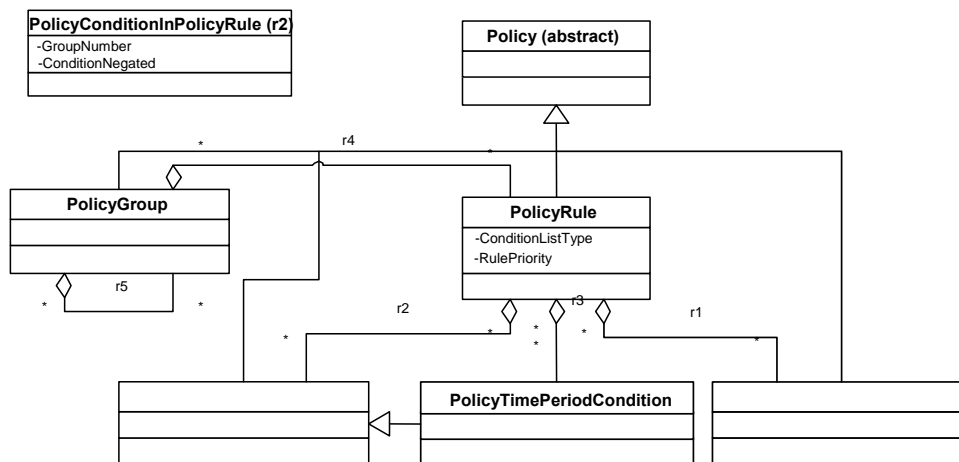 PolicyConditionInPolicyRule (r2)
-GroupNumber
-ConditionNegated
Policy (abstract)
* r4 *
PolicyGroup
PolicyRule
-ConditionListType
-RulePriority
r5
* *
r2 r3 r1
* * * * *
*
*
PolicyTimePeriodCondition